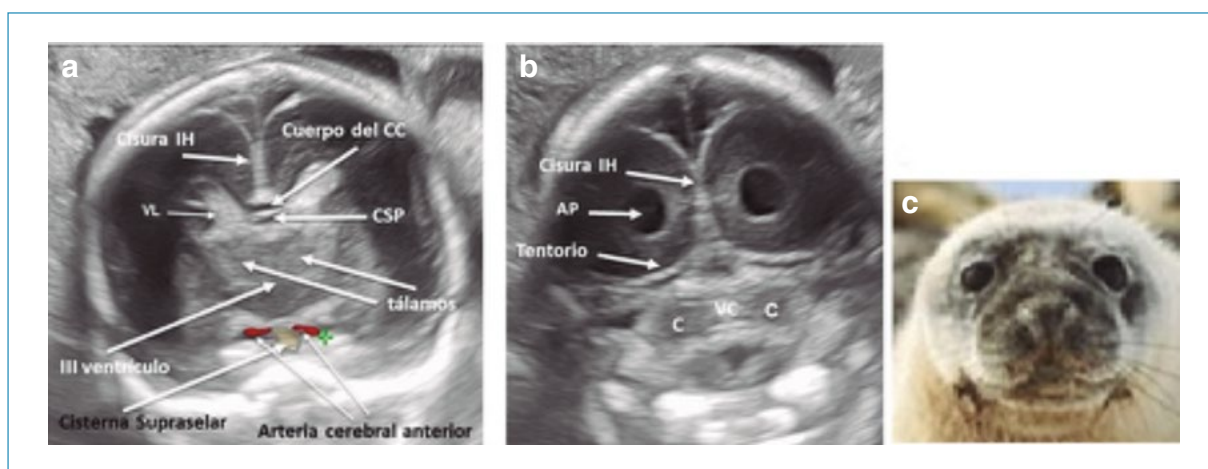 a
Cisura IH
Cuerpo del CC
VL
CSP
tálamos
III ventrículo
Cisterna Supraselar
Arteria cerebral anterior
b
Cisura IH
AP
Tentorio
C
VC
C
c